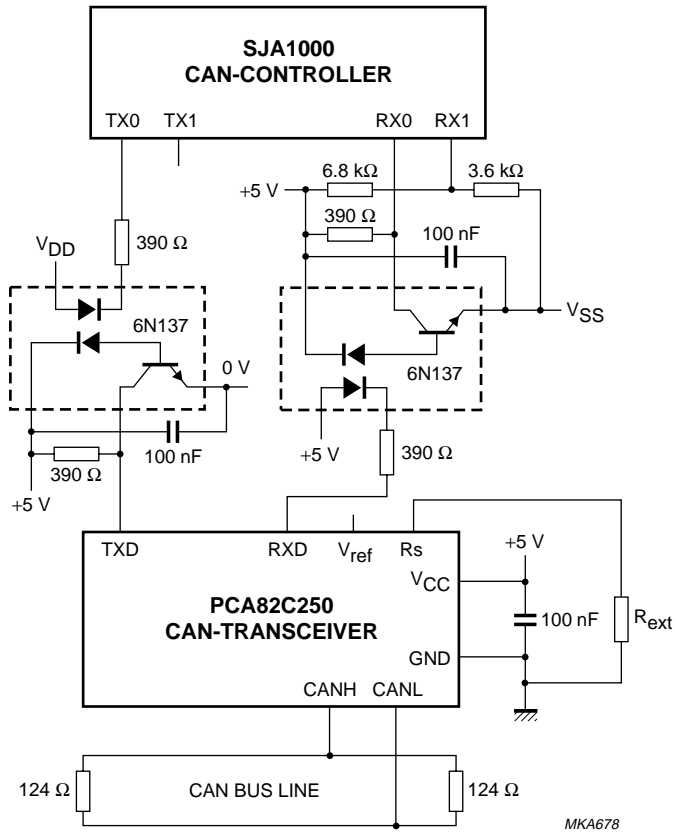 SJA1000
CAN-CONTROLLER
TX0 TX1 RX0 RX1
6.8 kΩ 3.6 kΩ
+5 V
390 Ω
390 Ω
100 nF
VDD
VSS
6N137
0 V
6N137
100 nF
390 Ω
+5 V
+5 V
390 Ω
TXD RXD Vref Rs
+5 V
VCC
PCA82C250
CAN-TRANSCEIVER
100 nF
Rext
GND
CANH CANL
124 Ω CAN BUS LINE 124 Ω
MKA678